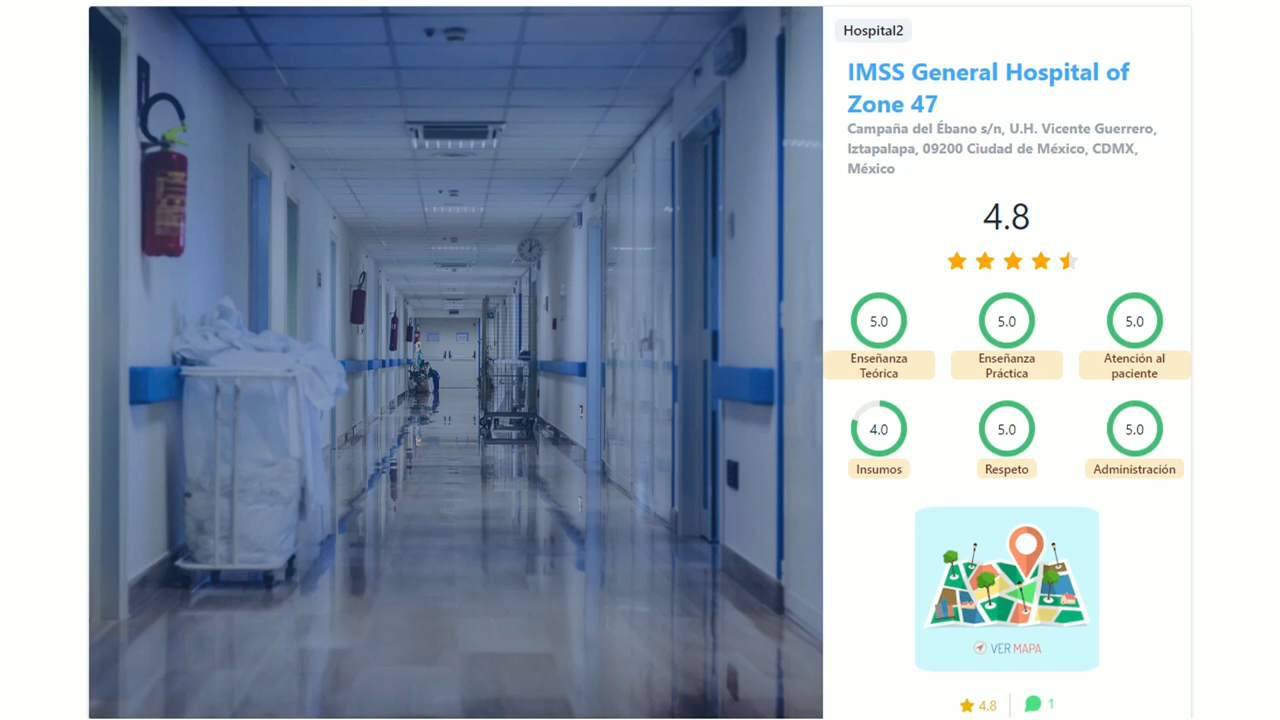 Hospital2
IMSS General Hospital of
Zone 47
Campaña del Ébano s/n, U.H. Vicente Guerrero,
Iztapalapa, 09200 Ciudad de México, CDMX,
México
4.8
5.0
5.0
5.0
Enseñanza
Teórica
Enseñanza
Práctica
Atención al
paciente
4.0
5.0
5.0
Insumos
Respeto
Administración
VER MAPA
4.8
1